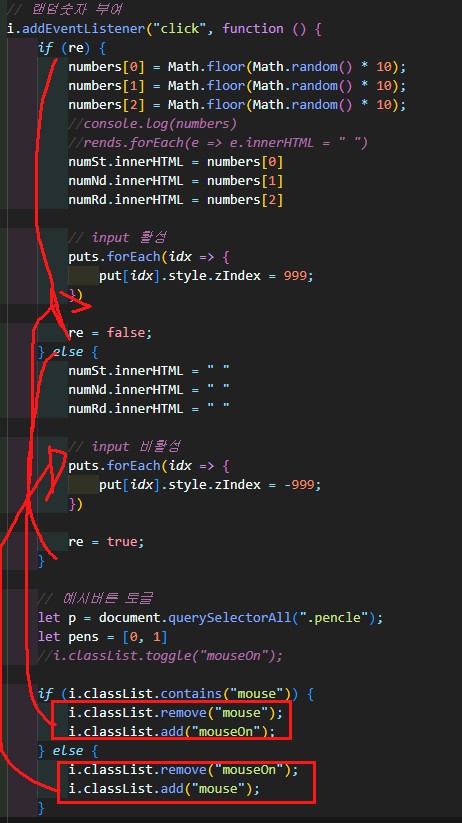 // 랜덤숫자 부여
i.addEventListener("click", function () {
if (re) {
numbers[0] = Math.floor(Math.random() * 10);
numbers[1] = Math.floor(Math.random() * 10);
numbers[2] = Math.floor(Math.random() * 10);
//console.log(numbers)
//rends.forEach(e => e.innerHTML = " ")
numSt.innerHTML = numbers[0]
numNd.innerHTML = numbers[1]
numRd.innerHTML = numbers[2]
// input 활성
puts.forEach(idx => {
put[idx].style.zIndex = 999;
})
re = false;
} else {
numSt.innerHTML = " "
numNd.innerHTML = " "
numRd.innerHTML = " "
// input 비활성
puts.forEach(idx => {
put[idx].style.zIndex = -999;
})
re = true;
}
// 예시버튼 토글
let p = document.querySelectorAll(".pencle");
let pens = [0, 1]
//i.classList.toggle("mouseOn");
if (i.classList.contains("mouse")) {
i.classList.remove("mouse");
i.classList.add("mouseOn");
} else {
i.classList.remove("mouseOn");
i.classList.add("mouse");
}